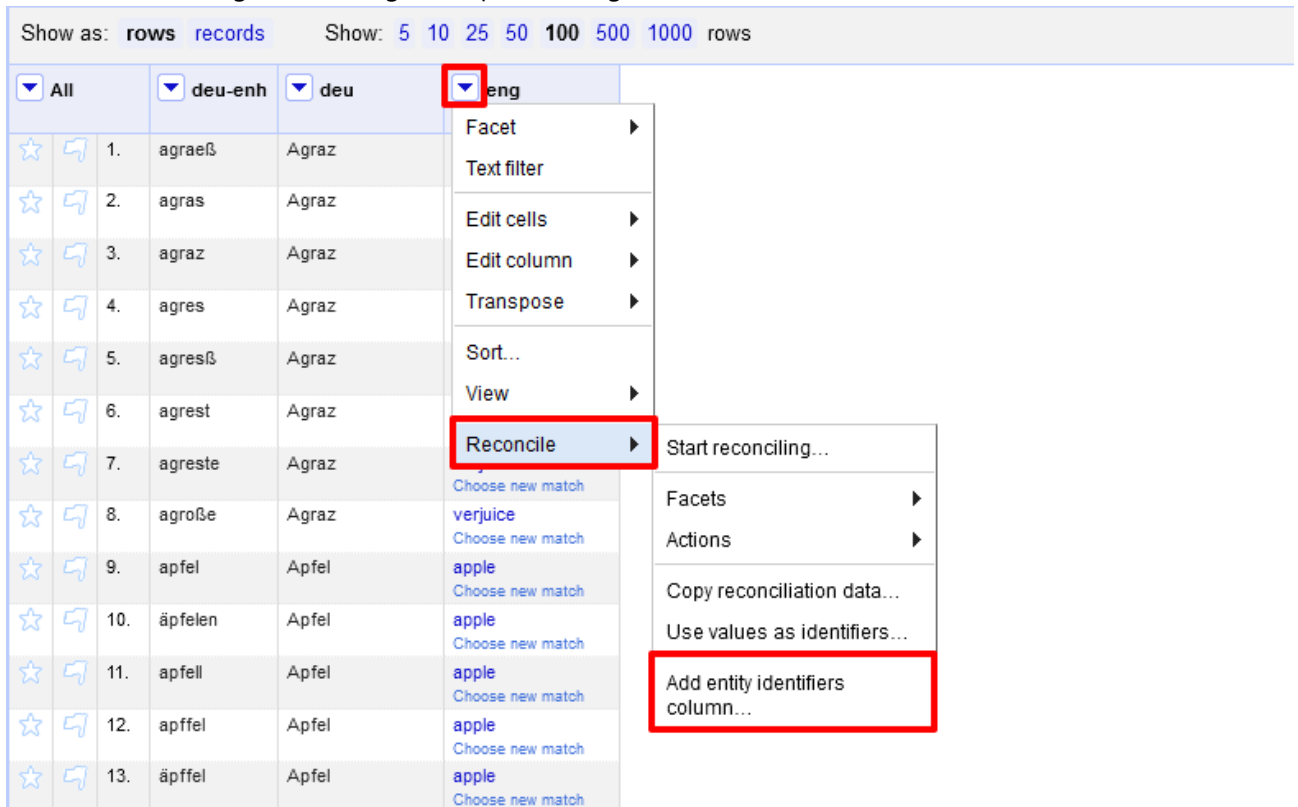 Show as: rows records Show: 5 10 25 50 100 500 1000 rows
All deu-enh deu eng
Facet
Text filter
Edit cells
Edit column
Transpose
Sort...
View
Reconcile
Start reconciling...
Facets
Actions
Copy reconciliation data...
Use values as identifiers...
Add entity identifiers
column...
1. agraeß Agraz
2. agras Agraz
3. agraz Agraz
4. agres Agraz
5. agresß Agraz
6. agrest Agraz
7. agreste Agraz
Choose new match
8. agroße Agraz verjuice
Choose new match
9. apfel Apfel apple
Choose new match
10. äpfelen Apfel apple
Choose new match
11. apfell Apfel apple
Choose new match
12. apffel Apfel apple
Choose new match
13. äpffel Apfel apple
Choose new match